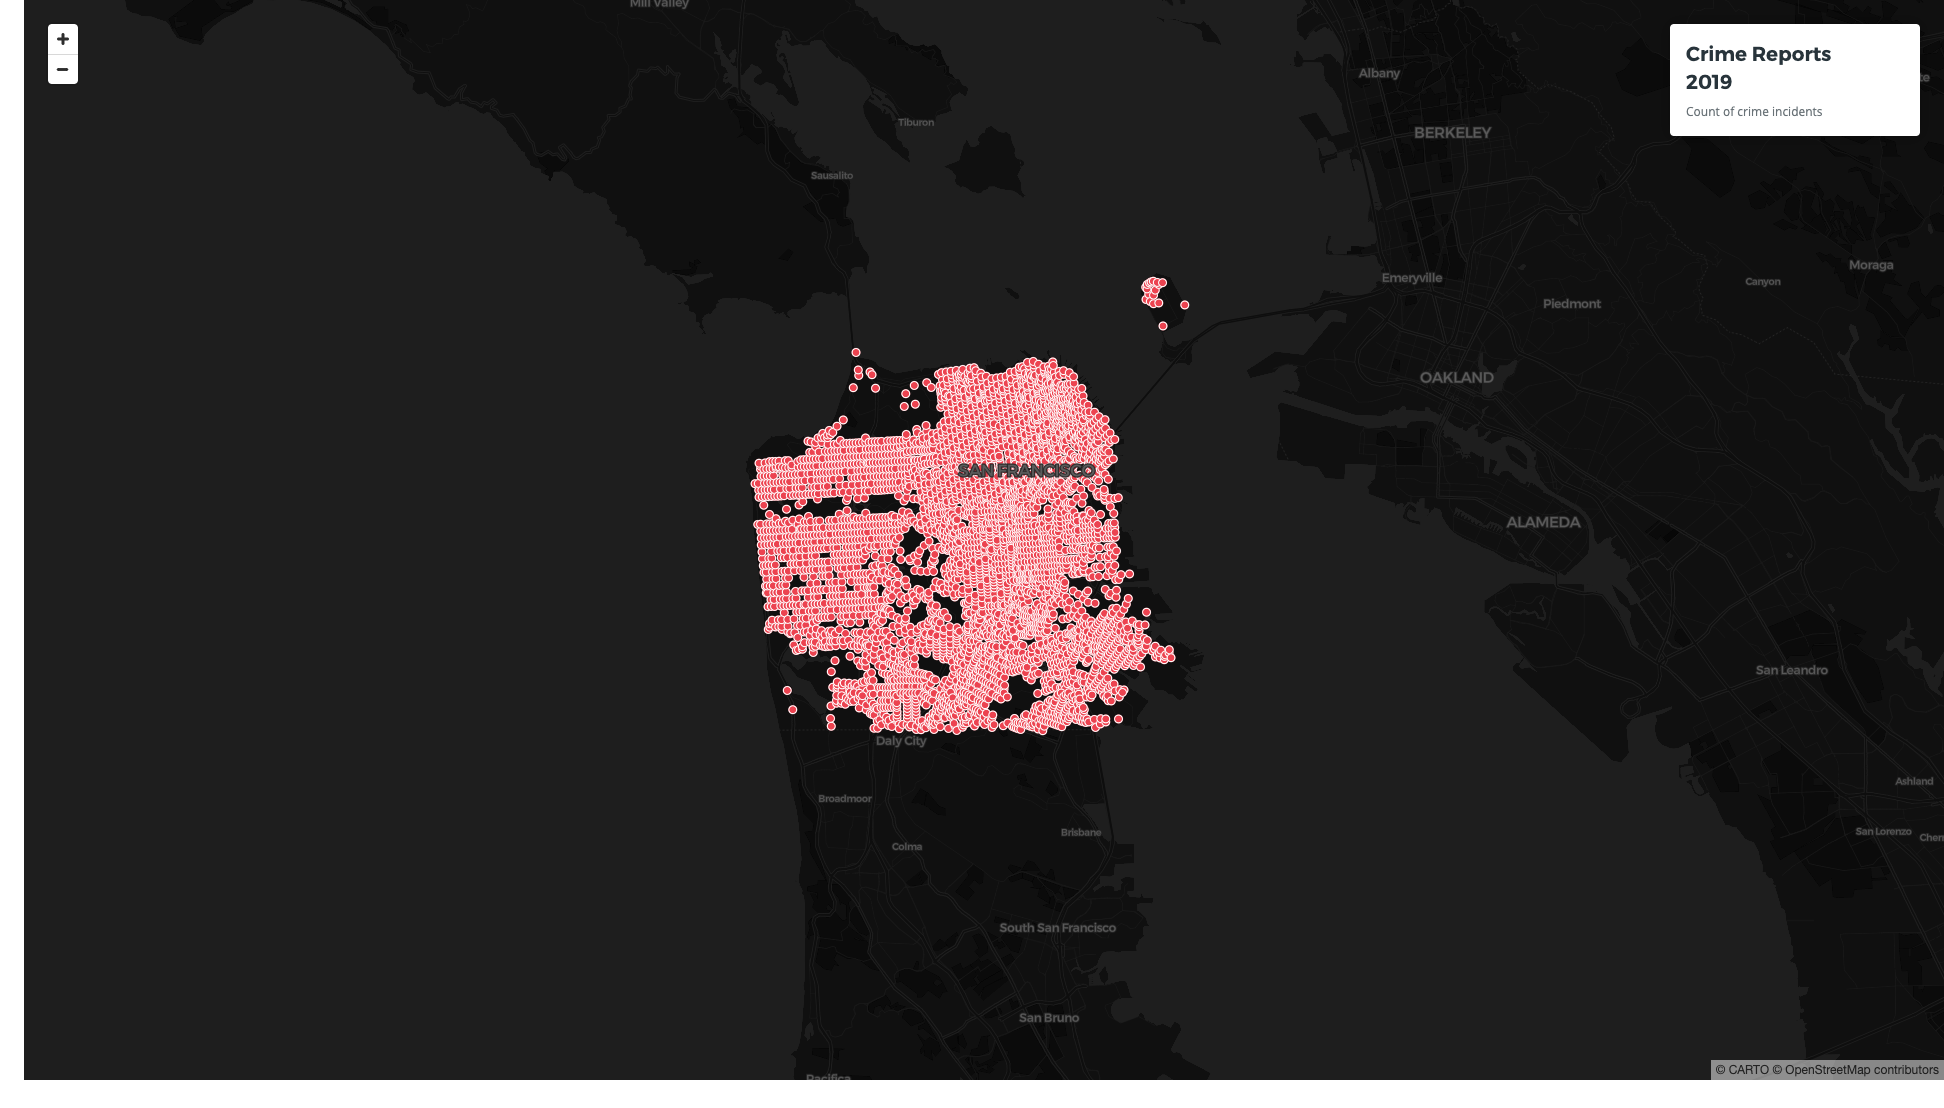 Mill Valley
+
−
Crime Reports
2019
Count of crime incidents
Albany
Tiburon
BERKELEY
Sausalito
Moraga
Emeryville
Canyon
Piedmont
OAKLAND
SAN FRANCISCO
ALAMEDA
San Leandro
Daly City
Ashland
Broadmoor
Brisbane
San Lorenzo
Colma
South San Francisco
San Bruno
Pacifica
© CARTO © OpenStreetMap contributors